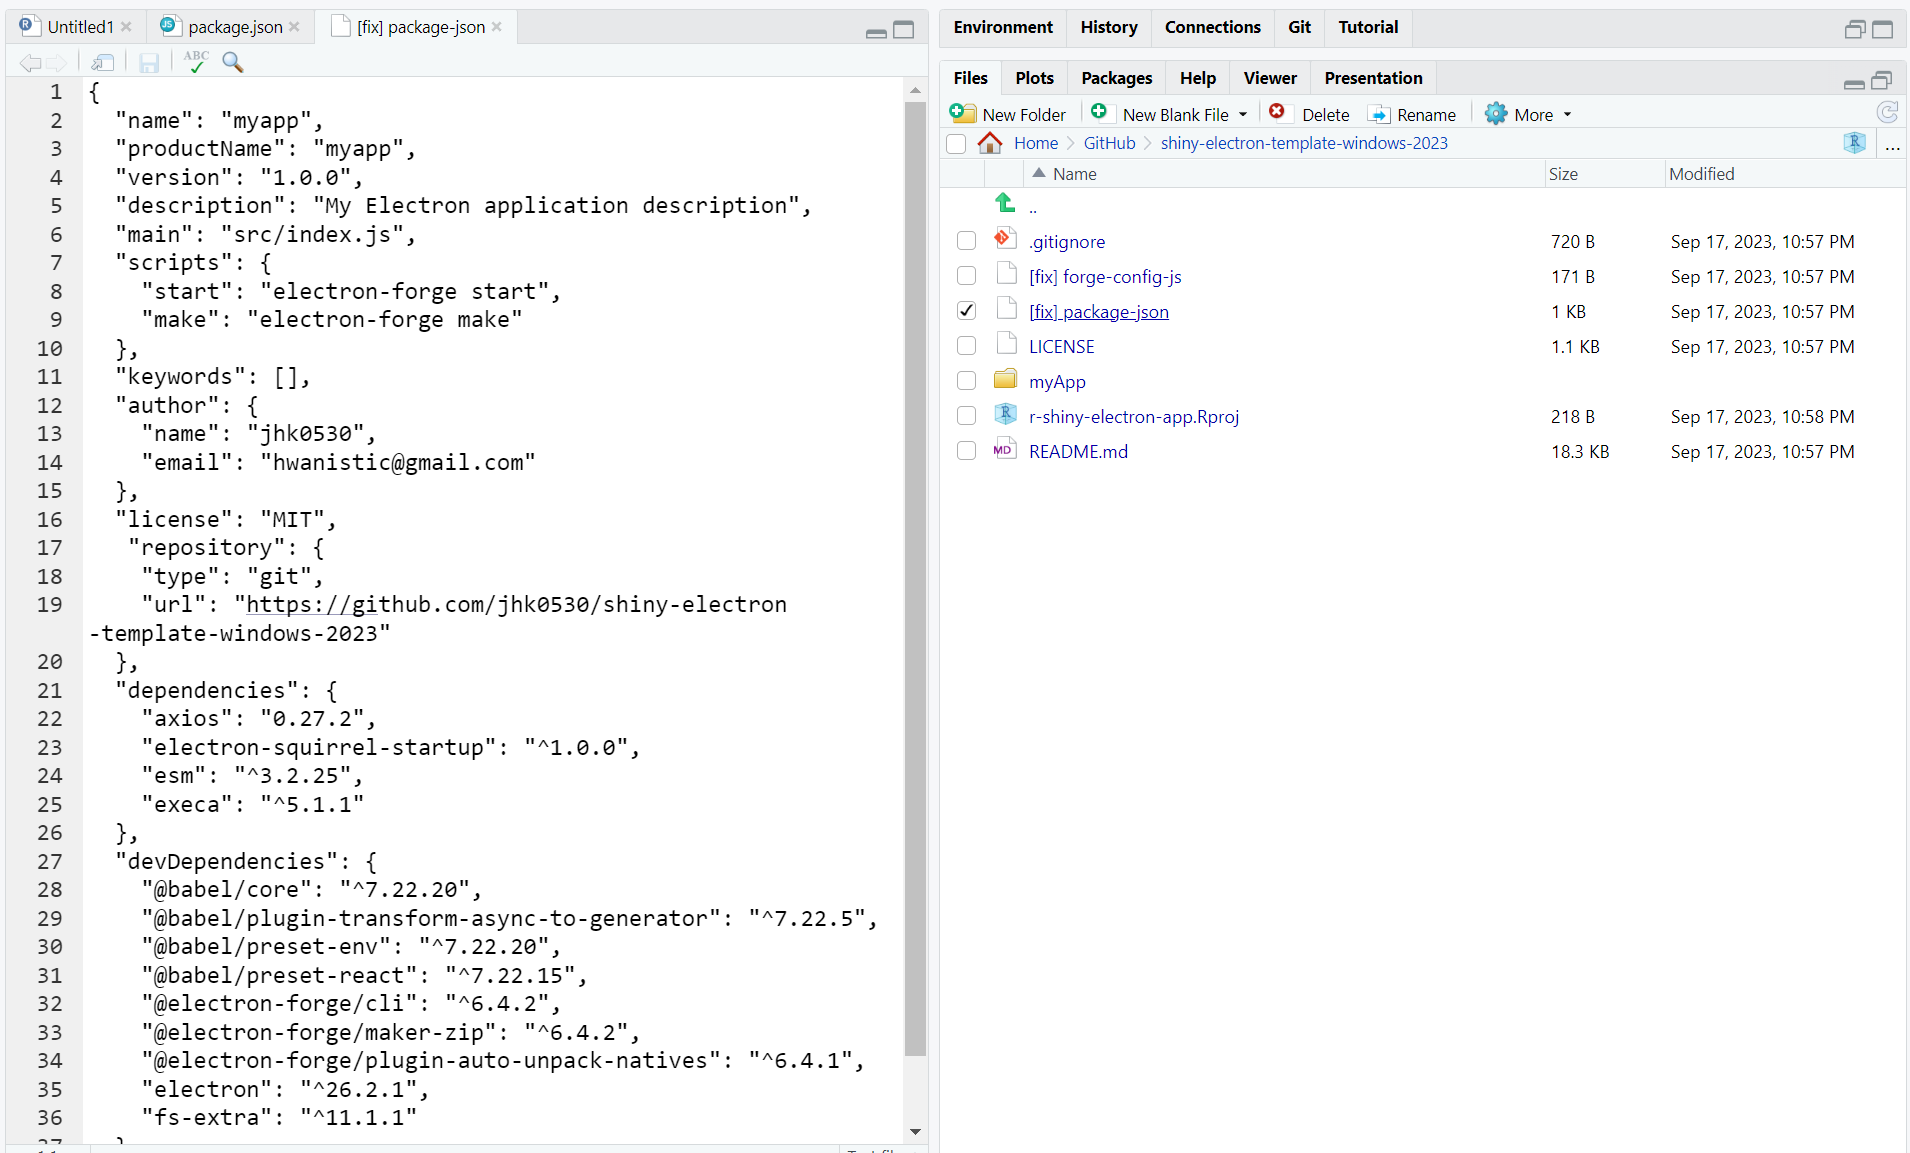 Untitled1
package.json
[fix] package-json
ABC
1 {
2 "name": "myapp",
3 "productName": "myapp",
4 "version": "1.0.0",
5 "description": "My Electron application description",
6 "main": "src/index.js",
7 "scripts": {
8 "start": "electron-forge start",
9 "make": "electron-forge make"
10 },
11 "keywords": [],
12 "author": {
13 "name": "jhk0530",
14 "email": "hwanistic@gmail.com"
15 },
16 "license": "MIT",
17 "repository": {
18 "type": "git",
19 "url": "https://github.com/jhk0530/shiny-electron
-template-windows-2023"
20 },
21 "dependencies": {
22 "axios": "0.27.2",
23 "electron-squirrel-startup": "^1.0.0",
24 "esm": "^3.2.25",
25 "execa": "^5.1.1"
26 },
27 "devDependencies": {
28 "@babel/core": "^7.22.20",
29 "@babel/plugin-transform-async-to-generator": "^7.22.5",
30 "@babel/preset-env": "^7.22.20",
31 "@babel/preset-react": "^7.22.15",
32 "@electron-forge/cli": "^6.4.2",
33 "@electron-forge/maker-zip": "^6.4.2",
34 "@electron-forge/plugin-auto-unpack-natives": "^6.4.1",
35 "electron": "^26.2.1",
36 "fs-extra": "^11.1.1"
Environment History Connections Git Tutorial
Files Plots Packages Help Viewer Presentation
New Folder New Blank File Delete Rename More
Home GitHub shiny-electron-template-windows-2023 R ...
Name Size Modified
..
.gitignore 720 B Sep 17, 2023, 10:57 PM
[fix] forge-config-js 171 B Sep 17, 2023, 10:57 PM
[fix] package-json 1 KB Sep 17, 2023, 10:57 PM
LICENSE 1.1 KB Sep 17, 2023, 10:57 PM
myApp
R r-shiny-electron-app.Rproj 218 B Sep 17, 2023, 10:58 PM
MD README.md 18.3 KB Sep 17, 2023, 10:57 PM